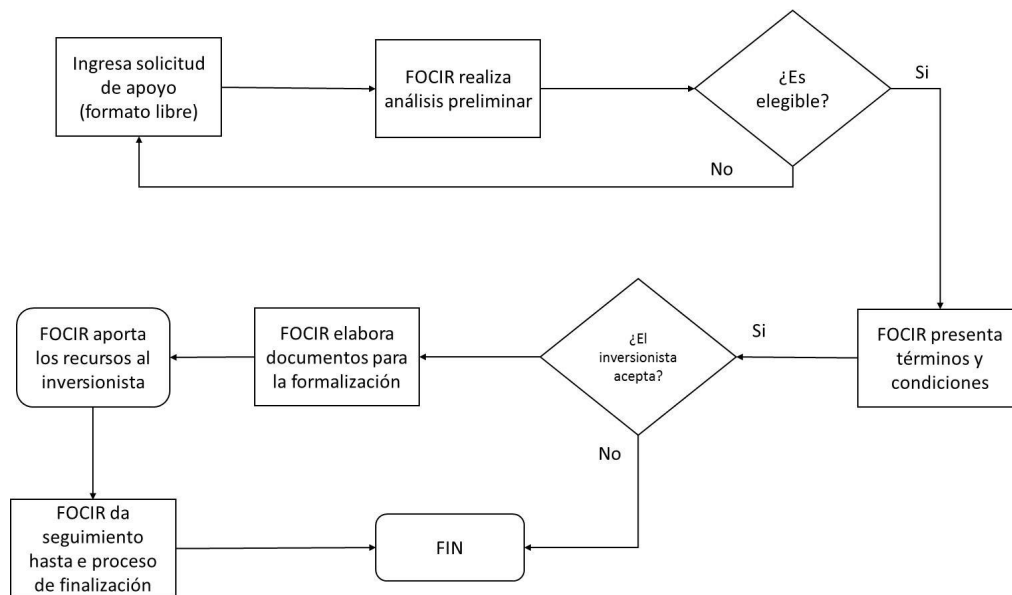 Ingresa solicitud
de apoyo
(formato libre)
FOCIR realiza
análisis preliminar
¿Es
elegible?
Si
No
FOCIR presenta
términos y
condiciones
Si
¿El
inversionista
acepta?
No
FOCIR elabora
documentos para
la formalización
FOCIR aporta
los recursos al
inversionista
FOCIR da
seguimiento
hasta e proceso
de finalización
FIN